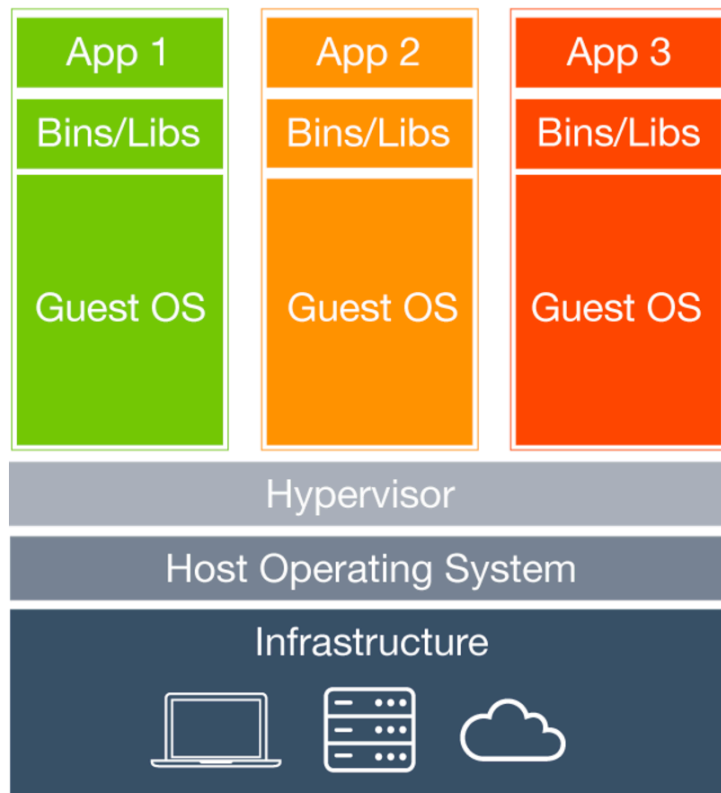 App 1
App 2
App 3
Bins/Libs
Bins/Libs
Bins/Libs
Guest OS
Guest OS
Guest OS
Hypervisor
Host Operating System
Infrastructure